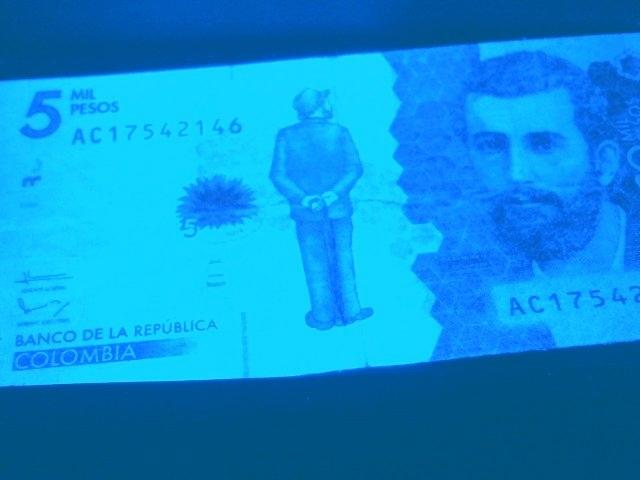 5 MIL
PESOS
AC17542146
5
BANCO DE LA REPÚBLICA
COLOMBIA
AC17542